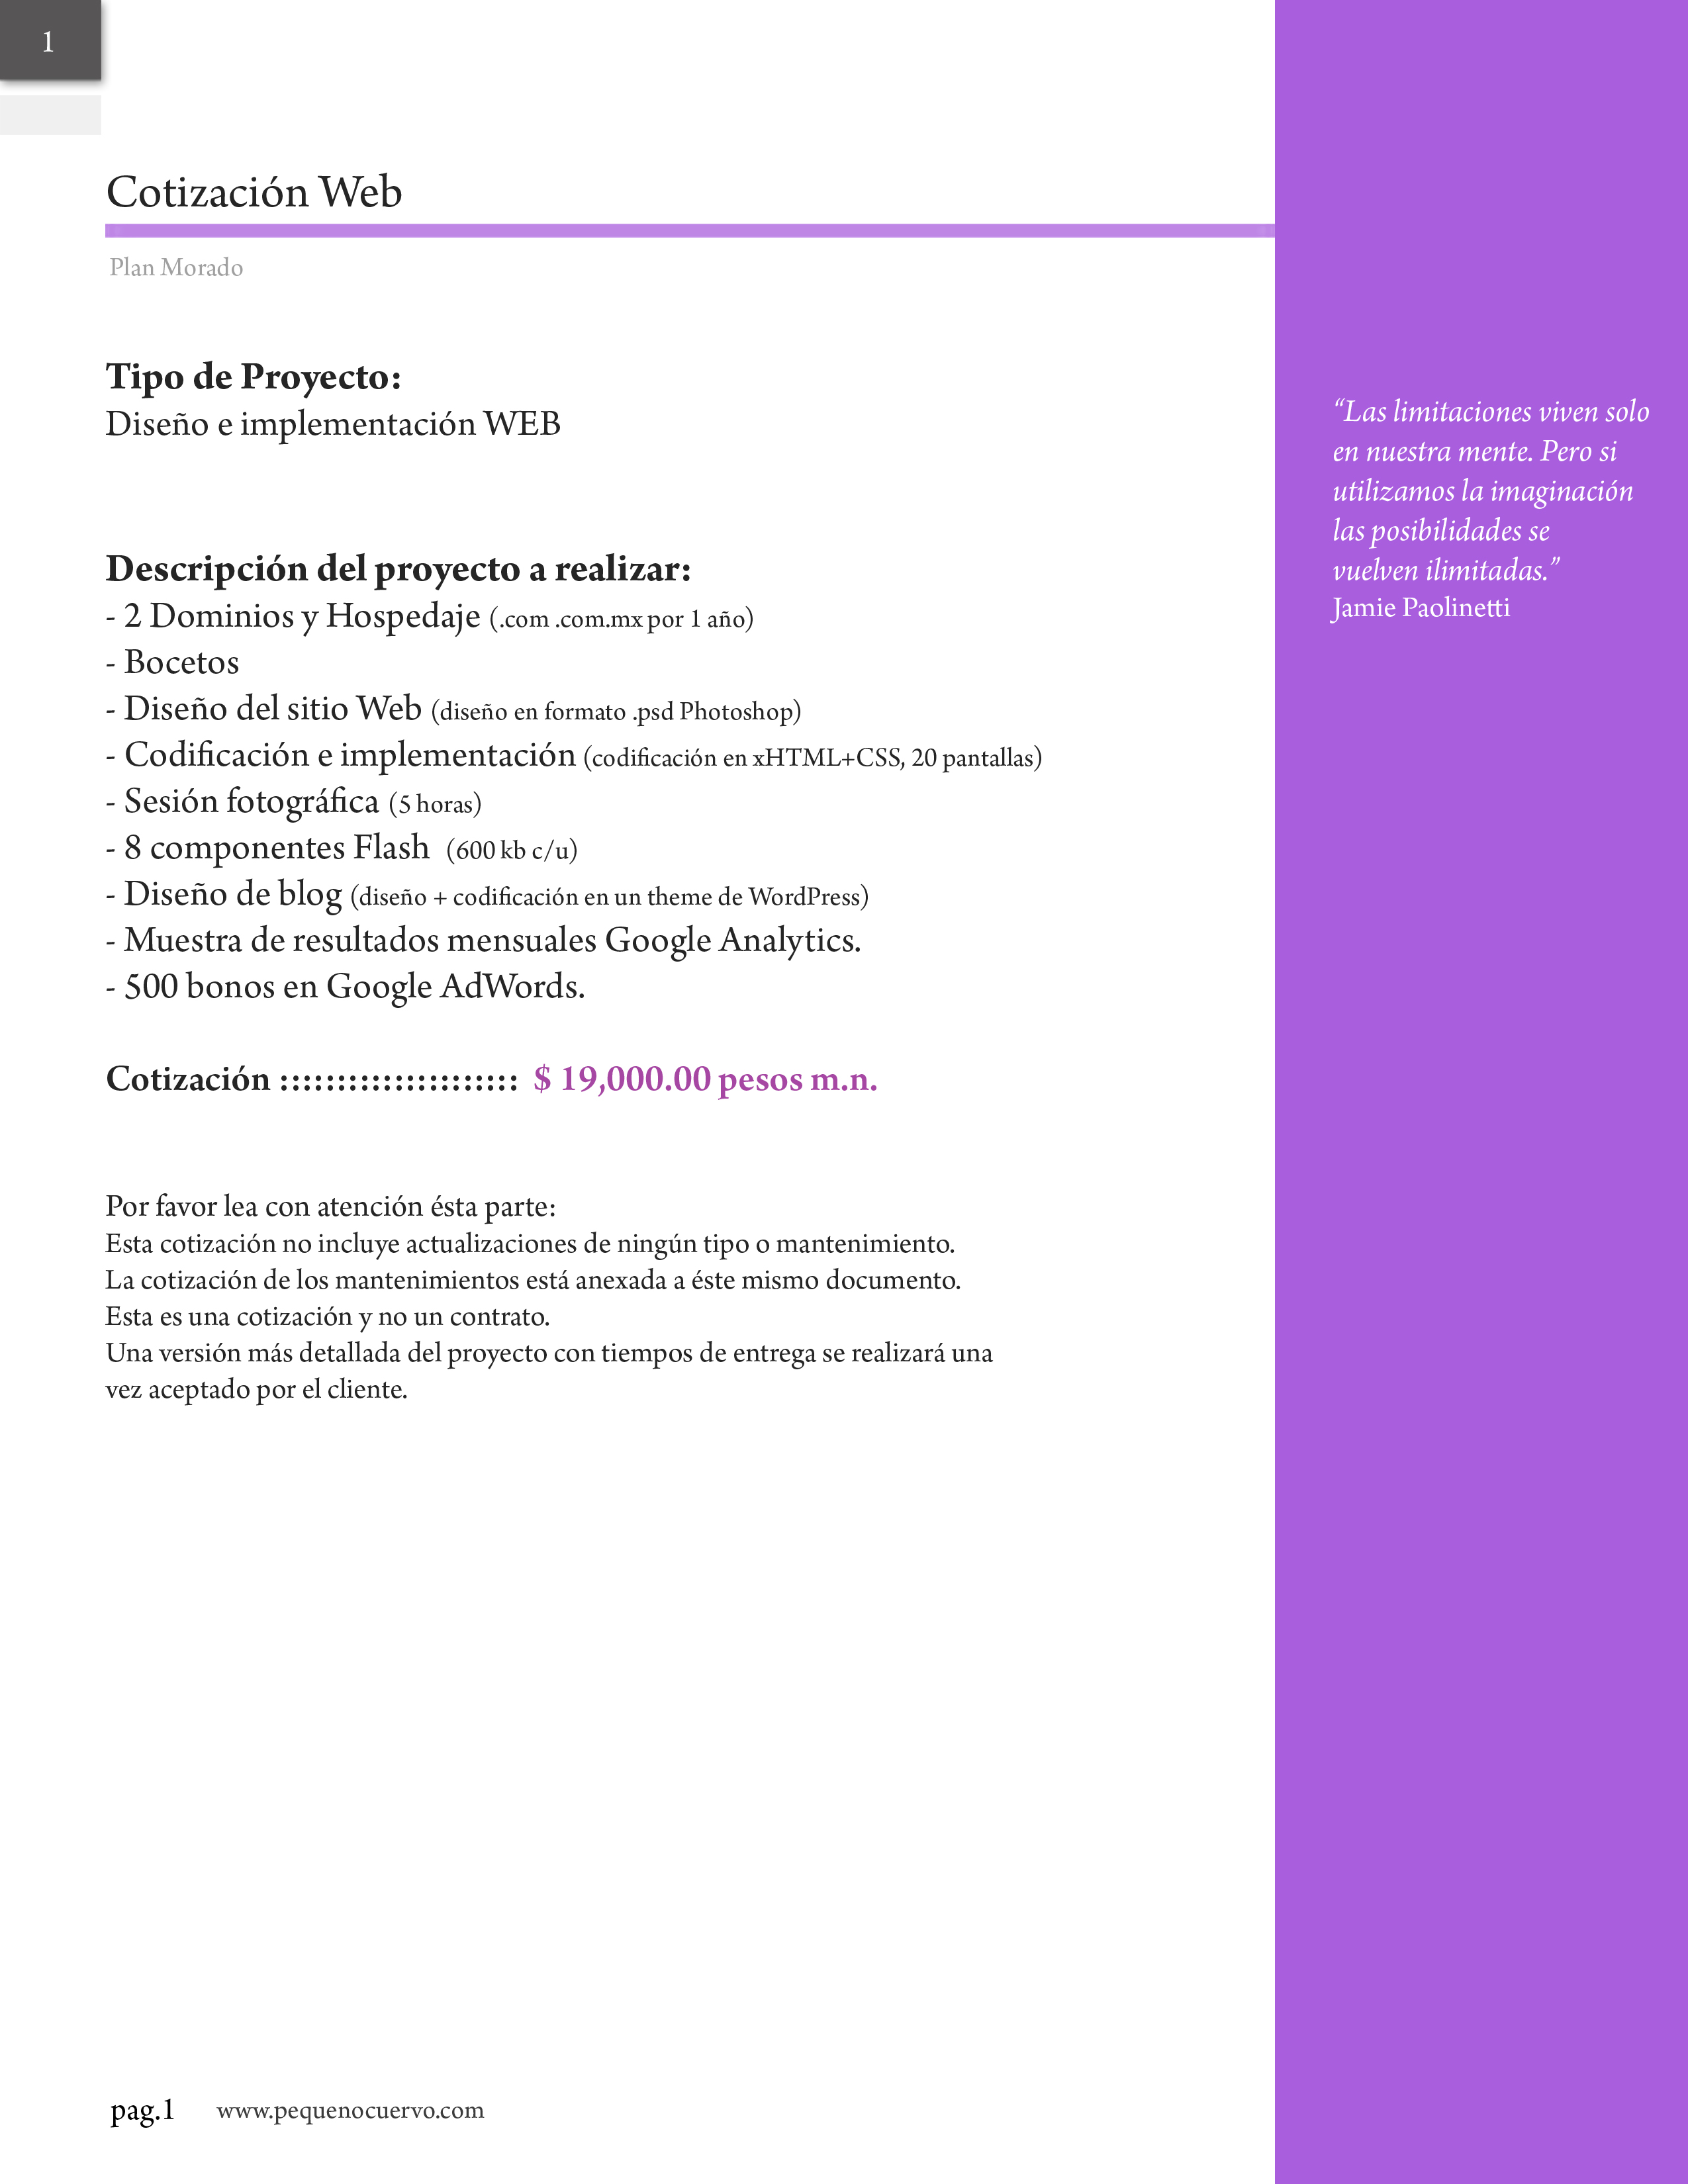 1
Cotización Web
Plan Morado
Tipo de Proyecto:
Diseño e implementación WEB
Descripción del proyecto a realizar:
- 2 Dominios y Hospedaje (.com .com.mx por 1 año)
- Bocetos
- Diseño del sitio Web (diseño en formato .psd Photoshop)
- Codificación e implementación (codificación en xHTML+CSS, 20 pantallas)
- Sesión fotográfica (5 horas)
- 8 componentes Flash (600 kb c/u)
- Diseño de blog (diseño + codificación en un theme de WordPress)
- Muestra de resultados mensuales Google Analytics.
- 500 bonos en Google AdWords.
Cotización ::::::::::::::::::::: $ 19,000.00 pesos m.n.
Por favor lea con atención ésta parte:
Esta cotización no incluye actualizaciones de ningún tipo o mantenimiento.
La cotización de los mantenimientos está anexada a éste mismo documento.
Esta es una cotización y no un contrato.
Una versión más detallada del proyecto con tiempos de entrega se realizará una
vez aceptado por el cliente.
“Las limitaciones viven solo
en nuestra mente. Pero si
utilizamos la imaginación
las posibilidades se
vuelven ilimitadas.”
Jamie Paolinetti
pag.1 www.pequenocuervo.com